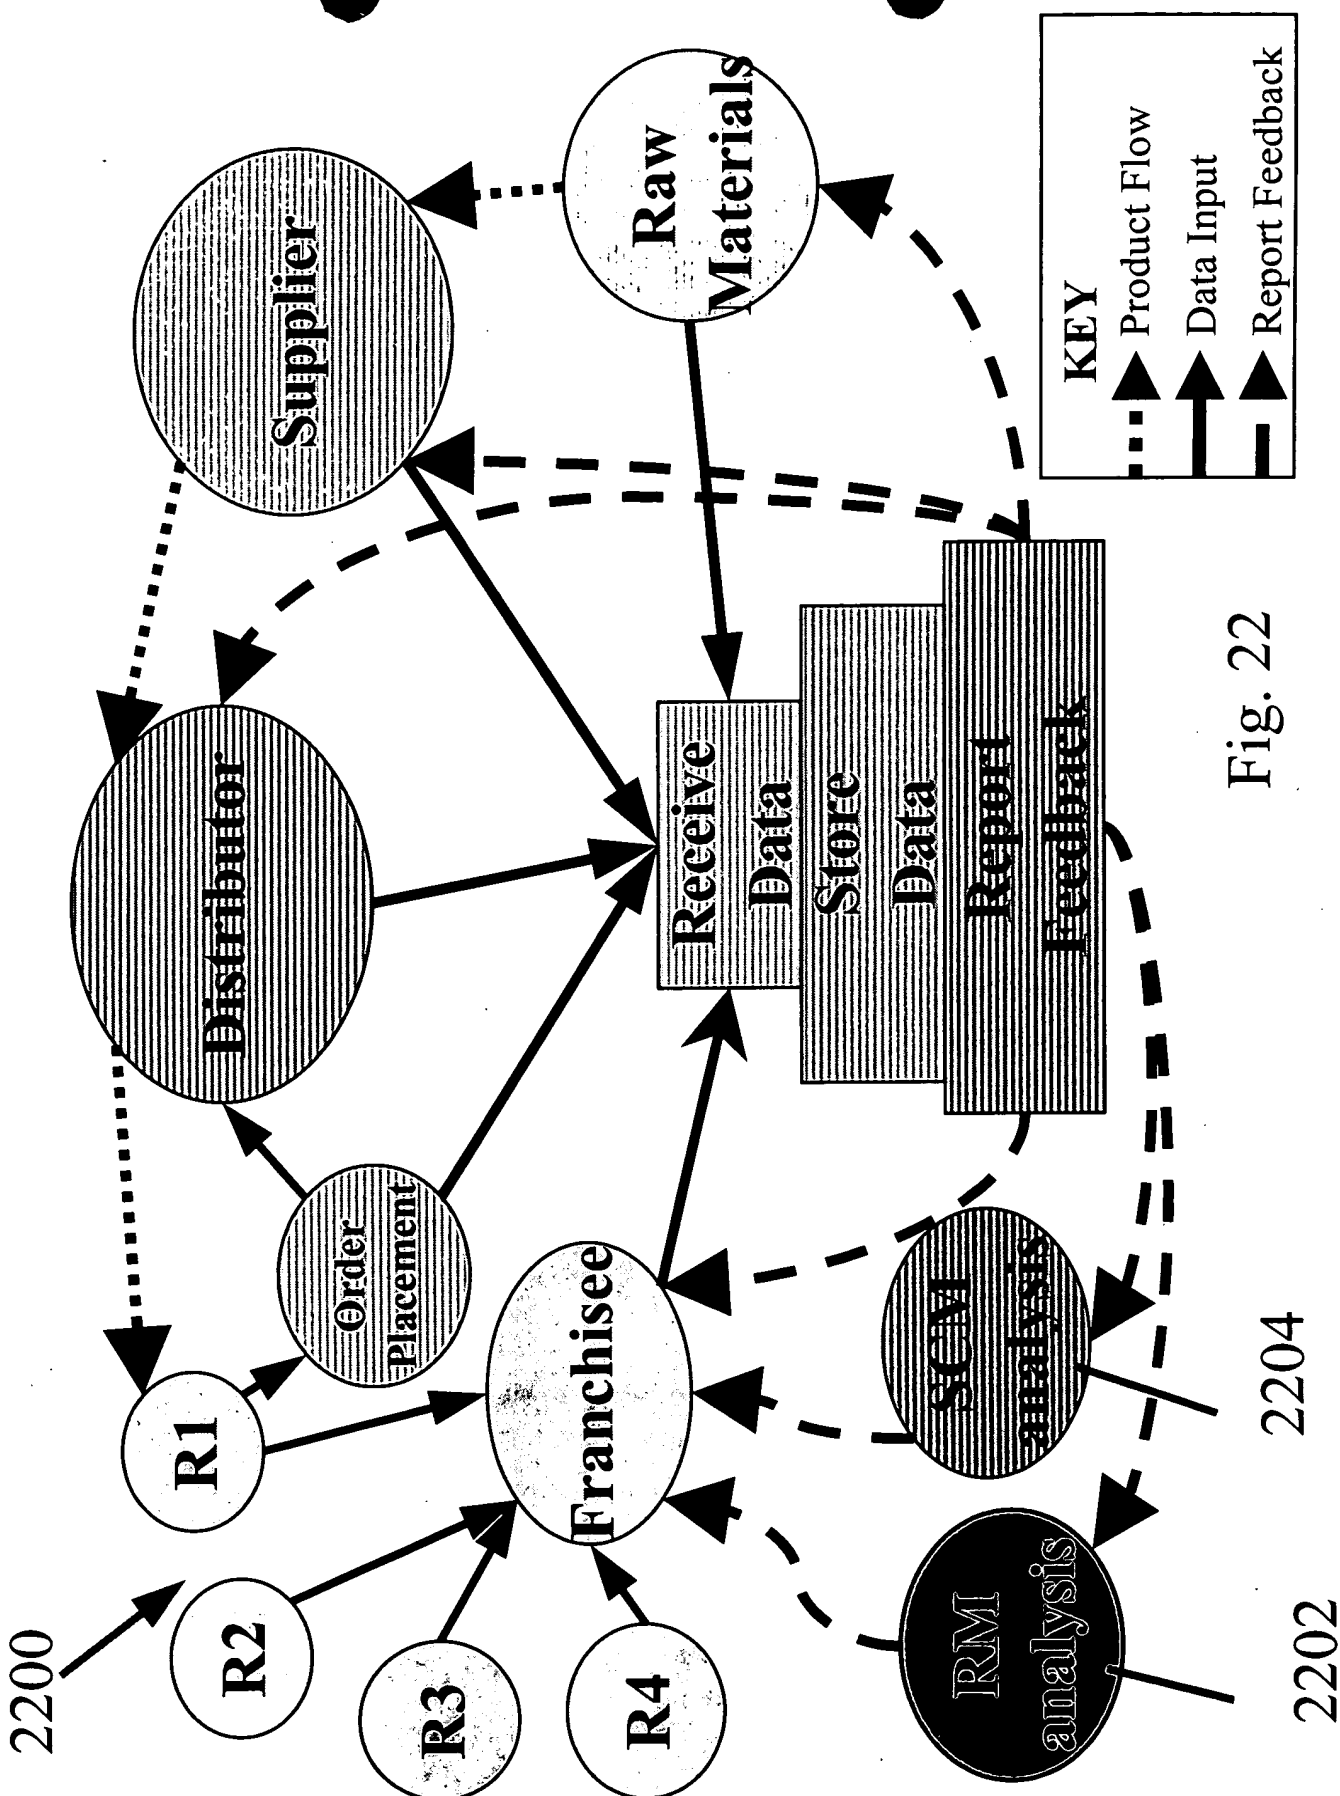 2200
R1
R2
R3
R4
Order
Placement
Distributor
Supplier
Raw
Materials
Franchisee
Receive
Data
Store
Data
Report
Feedback
SCM
analysis
RM
analysis
2202
2204
KEY
Product Flow
Data Input
Report Feedback
Fig. 22